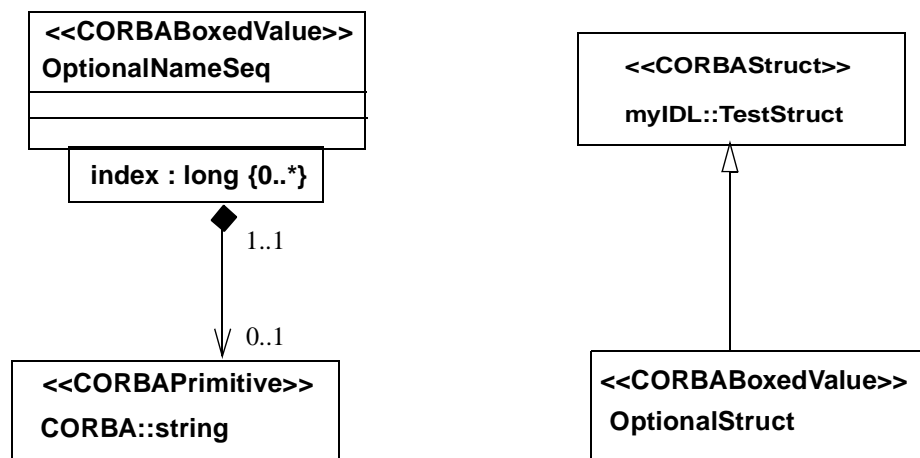 <<CORBABoxedValue>>
OptionalNameSeq
index : long {0..*}
1..1
0..1
<<CORBAPrimitive>>
CORBA::string
<<CORBAStruct>>
myIDL::TestStruct
<<CORBABoxedValue>>
OptionalStruct